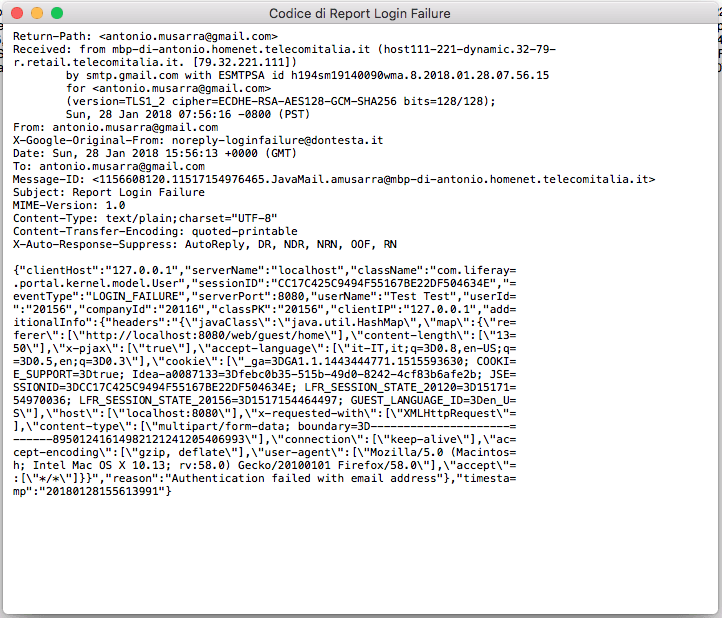 Codice di Report Login Failure
Return-Path: <antonio.musarra@gmail.com>
Received: from mbp-di-antonio.homenet.telecomitalia.it (host111-221-dynamic.32-79-
r.retail.telecomitalia.it. [79.32.221.111])
        by smtp.gmail.com with ESMTPSA id h194sm19140090wma.8.2018.01.28.07.56.15
        for <antonio.musarra@gmail.com>
        (version=TLS1_2 cipher=ECDHE-RSA-AES128-GCM-SHA256 bits=128/128);
        Sun, 28 Jan 2018 07:56:16 -0800 (PST)
From: antonio.musarra@gmail.com
X-Google-Original-From: noreply-loginfailure@dontesta.it
Date: Sun, 28 Jan 2018 15:56:13 +0000 (GMT)
To: antonio.musarra@gmail.com
Message-ID: <1156608120.11517154976465.JavaMail.amusarra@mbp-di-antonio.homenet.telecomitalia.it>
Subject: Report Login Failure
MIME-Version: 1.0
Content-Type: text/plain;charset="UTF-8"
Content-Transfer-Encoding: quoted-printable
X-Auto-Response-Suppress: AutoReply, DR, NDR, NRN, OOF, RN
{"clientHost":"127.0.0.1","serverName":"localhost","className":"com.liferay=
.portal.kernel.model.User","sessionID":"CC17C425C9494F55167BE22DF504634E","=
eventType":"LOGIN_FAILURE","serverPort":8080,"userName":"Test Test","userId=
":"20156","companyId":"20116","classPK":"20156","clientIP":"127.0.0.1","add=
itionalInfo":{"headers":"{\"javaClass\":\"java.util.HashMap\",\"map\":{\"re=
ferer\":[\"http://localhost:8080/web/guest/home\"],\"content-length\":[\"13=
50\"],\"x-pjax\":[\"true\"],\"accept-language\":[\"it-IT,it;q=3D0.8,en-US;q=
=3D0.5,en;q=3D0.3\"],\"cookie\":[\"_ga=3DGA1.1.1443444771.1515593630; COOKI=
E_SUPPORT=3Dtrue; Idea-a0087133=3Dfebc0b35-515b-49d0-8242-4cf83b6afe2b; JSE=
SSIONID=3DCC17C425C9494F55167BE22DF504634E; LFR_SESSION_STATE_20120=3D15171=
54970036; LFR_SESSION_STATE_20156=3D1517154464497; GUEST_LANGUAGE_ID=3Den_U=
S\"],\"host\":[\"localhost:8080\"],\"x-requested-with\":[\"XMLHttpRequest\"=
],\"content-type\":[\"multipart/form-data; boundary=3D---------------------=
------895012416149821212412054069​93\"],\"connection\":[\"keep-alive\"],\"ac=
cept-encoding\":[\"gzip, deflate\"],\"user-agent\":[\"Mozilla/5.0 (Macintos=
h; Intel Mac OS X 10.13; rv:58.0) Gecko/20100101 Firefox/58.0\"],\"accept\"=
:[\"*/*\"]}}","reason":"Authentication failed with email address"},"timesta=
mp":"20180128155613991"}